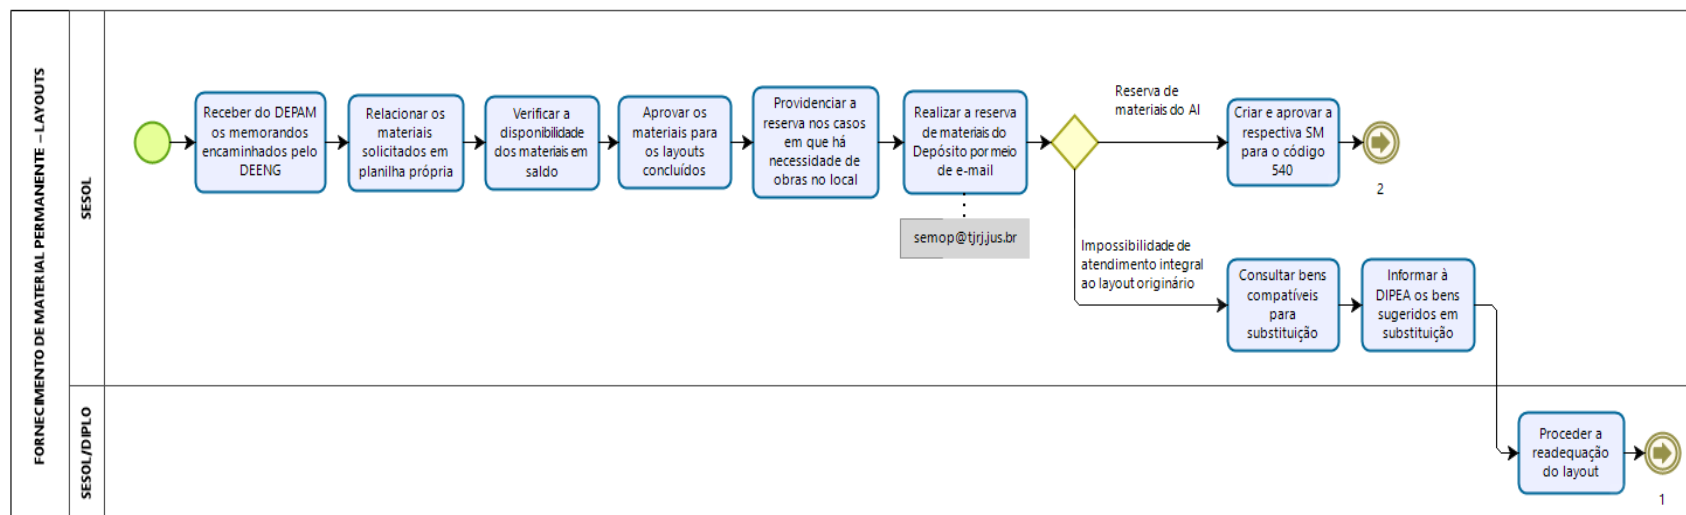 FORNECIMENTO DE MATERIAL PERMANENTE – LAYOUTS
SESOL
Receber do DEPAM
os memorandos
encaminhados pelo
DEENG
Relacionar os
materiais
solicitados em
planilha própria
Verificar a
disponibilidade
dos materiais em
saldo
Aprovar os
materiais para
os layouts
concluídos
Providenciar a
reserva nos casos
em que há
necessidade de
obras no local
Realizar a reserva
de materiais do
Depósito por meio
de e-mail
semop@tjrj.jus.br
Reserva de
materiais do AI
Criar e aprovar a
respectiva SM
para o código
540
2
Impossibilidade de
atendimento integral
ao layout originário
Consultar bens
compatíveis
para
substituição
Informar à
DIPEA os bens
sugeridos em
substituição
SESOL/DIPLO
Proceder a
readequação
do layout
1